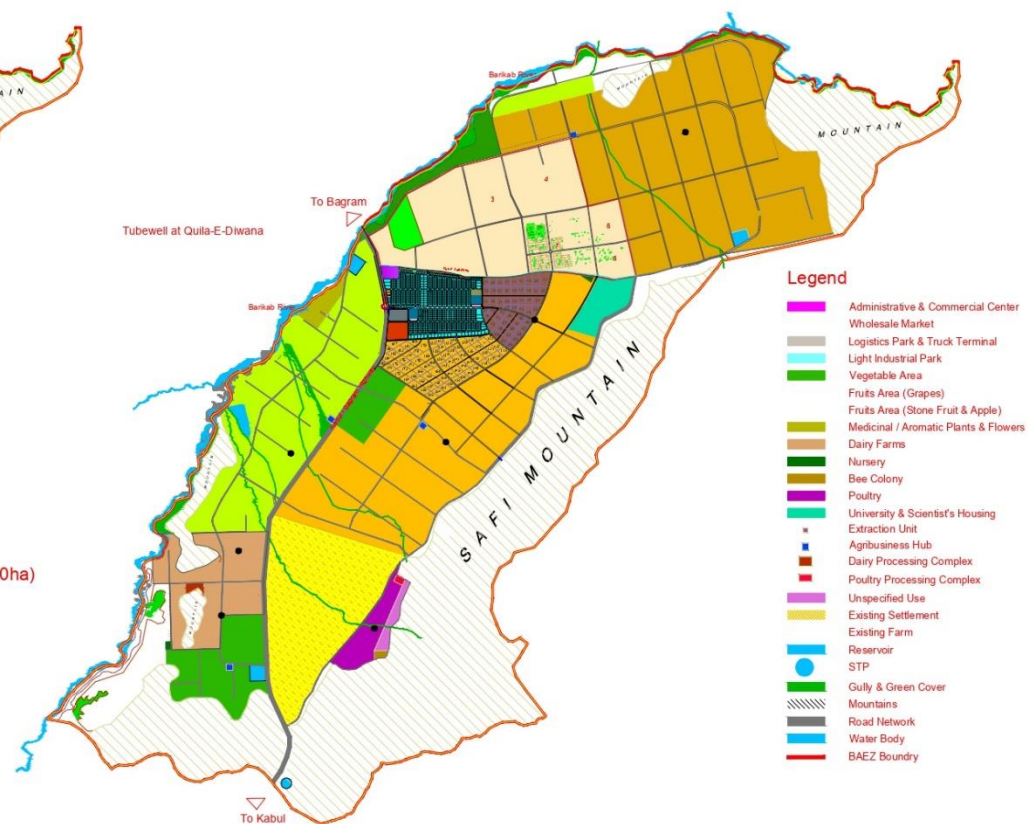 AIN
Barikab River
MOUNTAIN
MOUNTAIN
To Bagram
Tubewell at Quila-E-Diwana
3
4
6
Barikab River
SAFI MOUNTAIN
0ha)
To Kabul
Legend
Administrative & Commercial Center
Wholesale Market
Logistics Park & Truck Terminal
Light Industrial Park
Vegetable Area
Fruits Area (Grapes)
Fruits Area (Stone Fruit & Apple)
Medicinal / Aromatic Plants & Flowers
Dairy Farms
Nursery
Bee Colony
Poultry
University & Scientist's Housing
Extraction Unit
Agribusiness Hub
Dairy Processing Complex
Poultry Processing Complex
Unspecified Use
Existing Settlement
Existing Farm
Reservoir
STP
Gully & Green Cover
Mountains
Road Network
Water Body
BAEZ Boundry